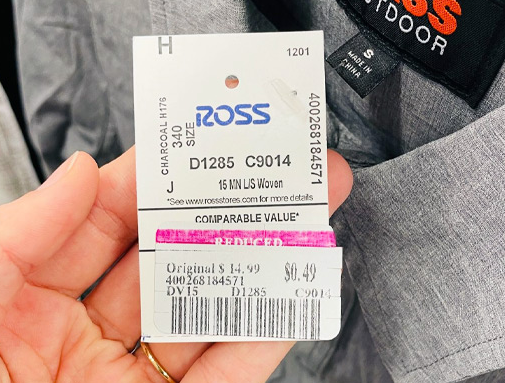 H
1201
CHARCOAL H176
340
SIZE
J
ROSS
400268184571
D1285 C9014
15 MN L/S Woven
*See www.rossstores.com for more details
COMPARABLE VALUE*
REDUCED
Original $ 14.99
$0.49
400268184571
DV15 D1285 C9014
OUTDOOR
S
MADE IN
CHINA